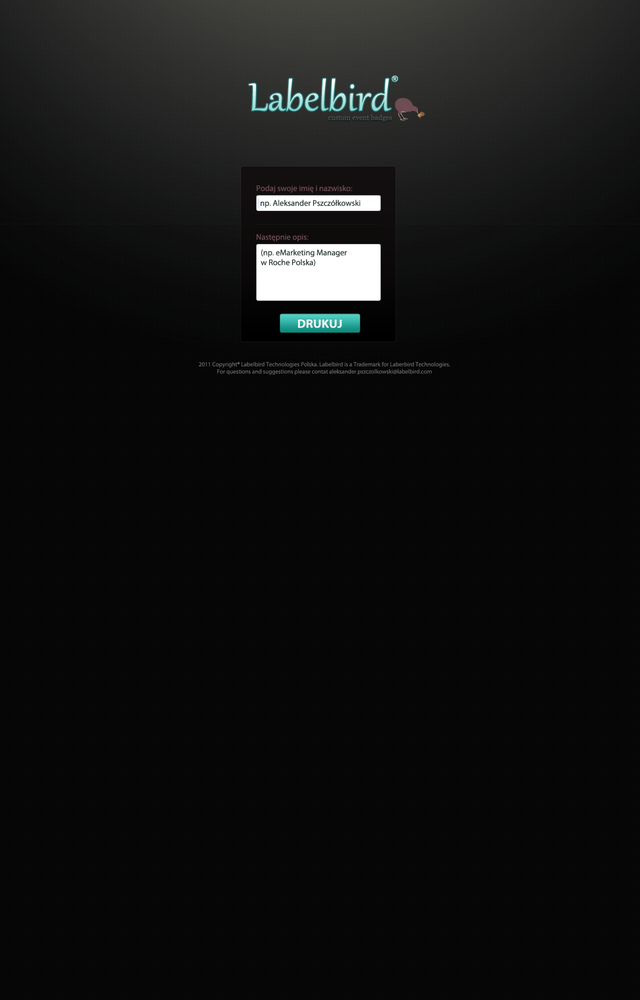 Labelbird®
custom event badges
Podaj swoje imię i nazwisko:
np. Aleksander Pszczółkowski
Następnie opis:
(np. eMarketing Manager
w Roche Polska)
DRUKUJ
2011 Copyright® Labelbird Technologies Polska. Labelbird is a Trademark for Laberbird Technologies.
For questions and suggestions please contat aleksander.pszczolkowski@labelbird.com